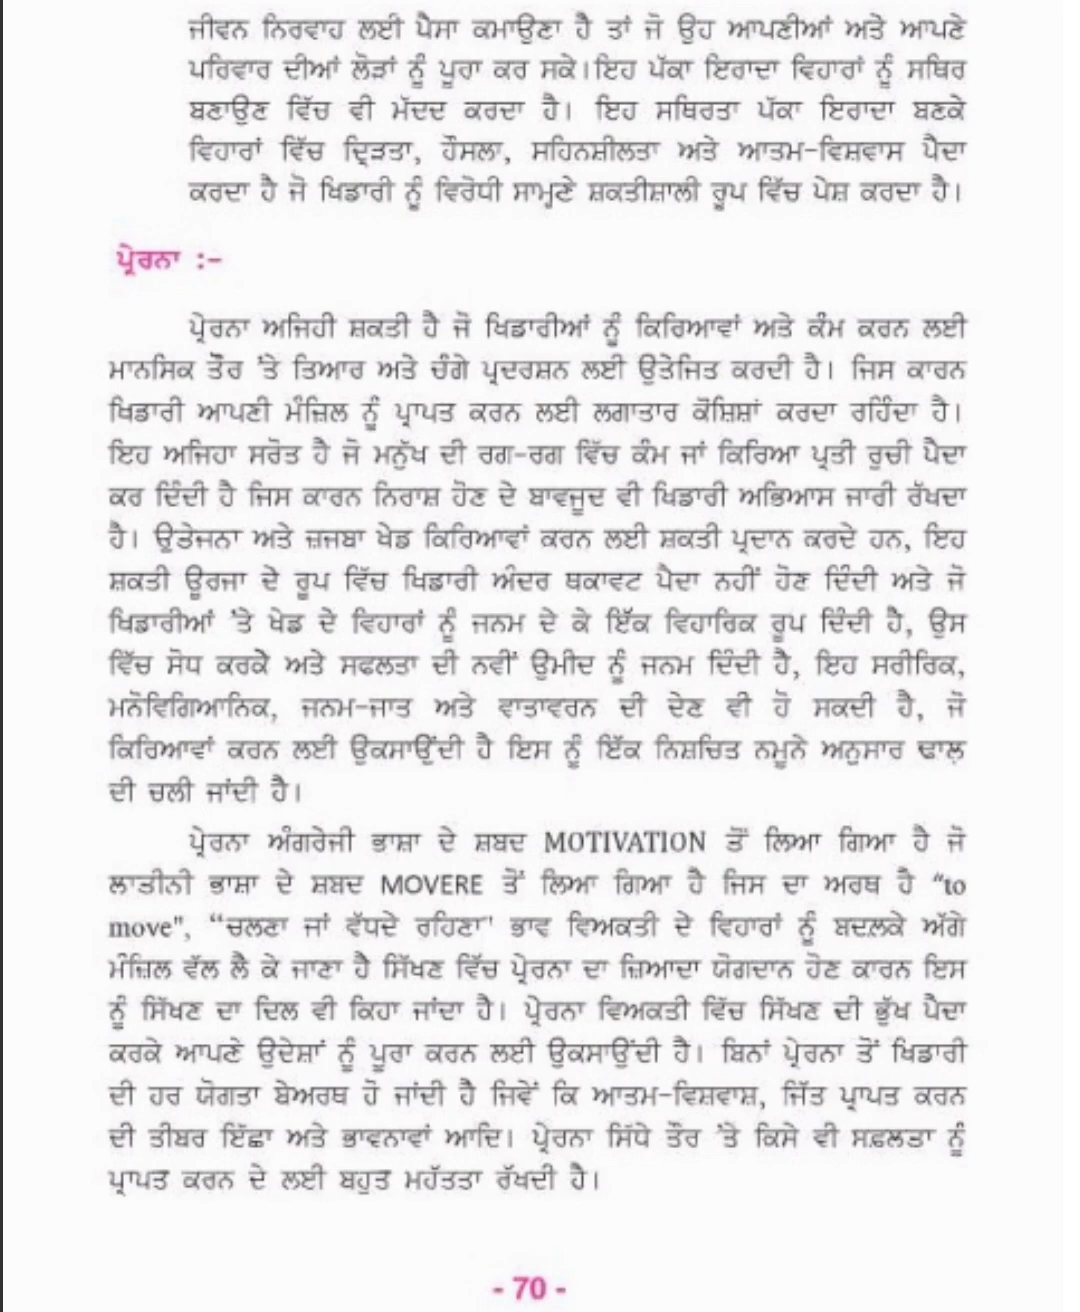 ਜੀਵਨ ਨਿਰਵਾਹ ਲਈ ਪੈਸਾ ਕਮਾਉਣਾ ਹੈ ਤਾਂ ਜੋ ਉਹ ਆਪਣੀਆਂ ਅਤੇ ਆਪਣੇ
ਪਰਿਵਾਰ ਦੀਆਂ ਲੋੜਾਂ ਨੂੰ ਪੂਰਾ ਕਰ ਸਕੇ।ਇਹ ਪੱਕਾ ਇਰਾਦਾ ਵਿਹਾਰਾਂ ਨੂੰ ਸਥਿਰ
ਬਣਾਉਣ ਵਿੱਚ ਵੀ ਮੱਦਦ ਕਰਦਾ ਹੈ। ਇਹ ਸਥਿਰਤਾ ਪੱਕਾ ਇਰਾਦਾ ਬਣਕੇ
ਵਿਹਾਰਾਂ ਵਿੱਚ ਦ੍ਰਿੜਤਾ, ਹੌਸਲਾ, ਸਹਿਨਸ਼ੀਲਤਾ ਅਤੇ ਆਤਮ-ਵਿਸ਼ਵਾਸ ਪੈਦਾ
ਕਰਦਾ ਹੈ ਜੋ ਖਿਡਾਰੀ ਨੂੰ ਵਿਰੋਧੀ ਸਾਮ੍ਹਣੇ ਸ਼ਕਤੀਸ਼ਾਲੀ ਰੂਪ ਵਿੱਚ ਪੇਸ਼ ਕਰਦਾ ਹੈ।
ਪ੍ਰੇਰਨਾ :-
ਪ੍ਰੇਰਨਾ ਅਜਿਹੀ ਸ਼ਕਤੀ ਹੈ ਜੋ ਖਿਡਾਰੀਆਂ ਨੂੰ ਕਿਰਿਆਵਾਂ ਅਤੇ ਕੰਮ ਕਰਨ ਲਈ
ਮਾਨਸਿਕ ਤੌਰ 'ਤੇ ਤਿਆਰ ਅਤੇ ਚੰਗੇ ਪ੍ਰਦਰਸ਼ਨ ਲਈ ਉਤੇਜਿਤ ਕਰਦੀ ਹੈ। ਜਿਸ ਕਾਰਨ
ਖਿਡਾਰੀ ਆਪਣੀ ਮੰਜ਼ਿਲ ਨੂੰ ਪ੍ਰਾਪਤ ਕਰਨ ਲਈ ਲਗਾਤਾਰ ਕੋਸ਼ਿਸ਼ਾਂ ਕਰਦਾ ਰਹਿੰਦਾ ਹੈ।
ਇਹ ਅਜਿਹਾ ਸਰੋਤ ਹੈ ਜੋ ਮਨੁੱਖ ਦੀ ਰਗ-ਰਗ ਵਿੱਚ ਕੰਮ ਜਾਂ ਕਿਰਿਆ ਪ੍ਰਤੀ ਰੁਚੀ ਪੈਦਾ
ਕਰ ਦਿੰਦੀ ਹੈ ਜਿਸ ਕਾਰਨ ਨਿਰਾਸ਼ ਹੋਣ ਦੇ ਬਾਵਜੂਦ ਵੀ ਖਿਡਾਰੀ ਅਭਿਆਸ ਜਾਰੀ ਰੱਖਦਾ
ਹੈ। ਉਤੇਜਨਾ ਅਤੇ ਜ਼ਜਬਾ ਖੇਡ ਕਿਰਿਆਵਾਂ ਕਰਨ ਲਈ ਸ਼ਕਤੀ ਪ੍ਰਦਾਨ ਕਰਦੇ ਹਨ, ਇਹ
ਸ਼ਕਤੀ ਊਰਜਾ ਦੇ ਰੂਪ ਵਿੱਚ ਖਿਡਾਰੀ ਅੰਦਰ ਥਕਾਵਟ ਪੈਦਾ ਨਹੀਂ ਹੋਣ ਦਿੰਦੀ ਅਤੇ ਜੋ
ਖਿਡਾਰੀਆਂ 'ਤੇ ਖੇਡ ਦੇ ਵਿਹਾਰਾਂ ਨੂੰ ਜਨਮ ਦੇ ਕੇ ਇੱਕ ਵਿਹਾਰਿਕ ਰੂਪ ਦਿੰਦੀ ਹੈ, ਉਸ
ਵਿੱਚ ਸੋਧ ਕਰਕੇ ਅਤੇ ਸਫਲਤਾ ਦੀ ਨਵੀਂ ਉਮੀਦ ਨੂੰ ਜਨਮ ਦਿੰਦੀ ਹੈ, ਇਹ ਸਰੀਰਿਕ,
ਮਨੋਵਿਗਿਆਨਿਕ, ਜਨਮ-ਜਾਤ ਅਤੇ ਵਾਤਾਵਰਨ ਦੀ ਦੇਣ ਵੀ ਹੋ ਸਕਦੀ ਹੈ, ਜੋ
ਕਿਰਿਆਵਾਂ ਕਰਨ ਲਈ ਉਕਸਾਉਂਦੀ ਹੈ ਇਸ ਨੂੰ ਇੱਕ ਨਿਸ਼ਚਿਤ ਨਮੂਨੇ ਅਨੁਸਾਰ ਢਾਲ਼
ਦੀ ਚਲੀ ਜਾਂਦੀ ਹੈ।
ਪ੍ਰੇਰਨਾ ਅੰਗਰੇਜੀ ਭਾਸ਼ਾ ਦੇ ਸ਼ਬਦ MOTIVATION ਤੋਂ ਲਿਆ ਗਿਆ ਹੈ ਜੋ
ਲਾਤੀਨੀ ਭਾਸ਼ਾ ਦੇ ਸ਼ਬਦ MOVERE ਤੋਂ ਲਿਆ ਗਿਆ ਹੈ ਜਿਸ ਦਾ ਅਰਥ ਹੈ “to
move", “ਚਲਣਾ ਜਾਂ ਵੱਧਦੇ ਰਹਿਣਾ" ਭਾਵ ਵਿਅਕਤੀ ਦੇ ਵਿਹਾਰਾਂ ਨੂੰ ਬਦਲਕੇ ਅੱਗੇ
ਮੰਜ਼ਿਲ ਵੱਲ ਲੈ ਕੇ ਜਾਣਾ ਹੈ ਸਿੱਖਣ ਵਿੱਚ ਪ੍ਰੇਰਨਾ ਦਾ ਜ਼ਿਆਦਾ ਯੋਗਦਾਨ ਹੋਣ ਕਾਰਨ ਇਸ
ਨੂੰ ਸਿੱਖਣ ਦਾ ਦਿਲ ਵੀ ਕਿਹਾ ਜਾਂਦਾ ਹੈ। ਪ੍ਰੇਰਨਾ ਵਿਅਕਤੀ ਵਿੱਚ ਸਿੱਖਣ ਦੀ ਭੁੱਖ ਪੈਦਾ
ਕਰਕੇ ਆਪਣੇ ਉਦੇਸ਼ਾਂ ਨੂੰ ਪੂਰਾ ਕਰਨ ਲਈ ਉਕਸਾਉਂਦੀ ਹੈ। ਬਿਨਾਂ ਪ੍ਰੇਰਨਾ ਤੋਂ ਖਿਡਾਰੀ
ਦੀ ਹਰ ਯੋਗਤਾ ਬੇਅਰਥ ਹੋ ਜਾਂਦੀ ਹੈ ਜਿਵੇਂ ਕਿ ਆਤਮ-ਵਿਸ਼ਵਾਸ਼, ਜਿੱਤ ਪ੍ਰਾਪਤ ਕਰਨ
ਦੀ ਤੀਬਰ ਇੱਛਾ ਅਤੇ ਭਾਵਨਾਵਾਂ ਆਦਿ। ਪ੍ਰੇਰਨਾ ਸਿੱਧੇ ਤੌਰ 'ਤੇ ਕਿਸੇ ਵੀ ਸਫ਼ਲਤਾ ਨੂੰ
ਪ੍ਰਾਪਤ ਕਰਨ ਦੇ ਲਈ ਬਹੁਤ ਮਹੱਤਤਾ ਰੱਖਦੀ ਹੈ।
- 70 -